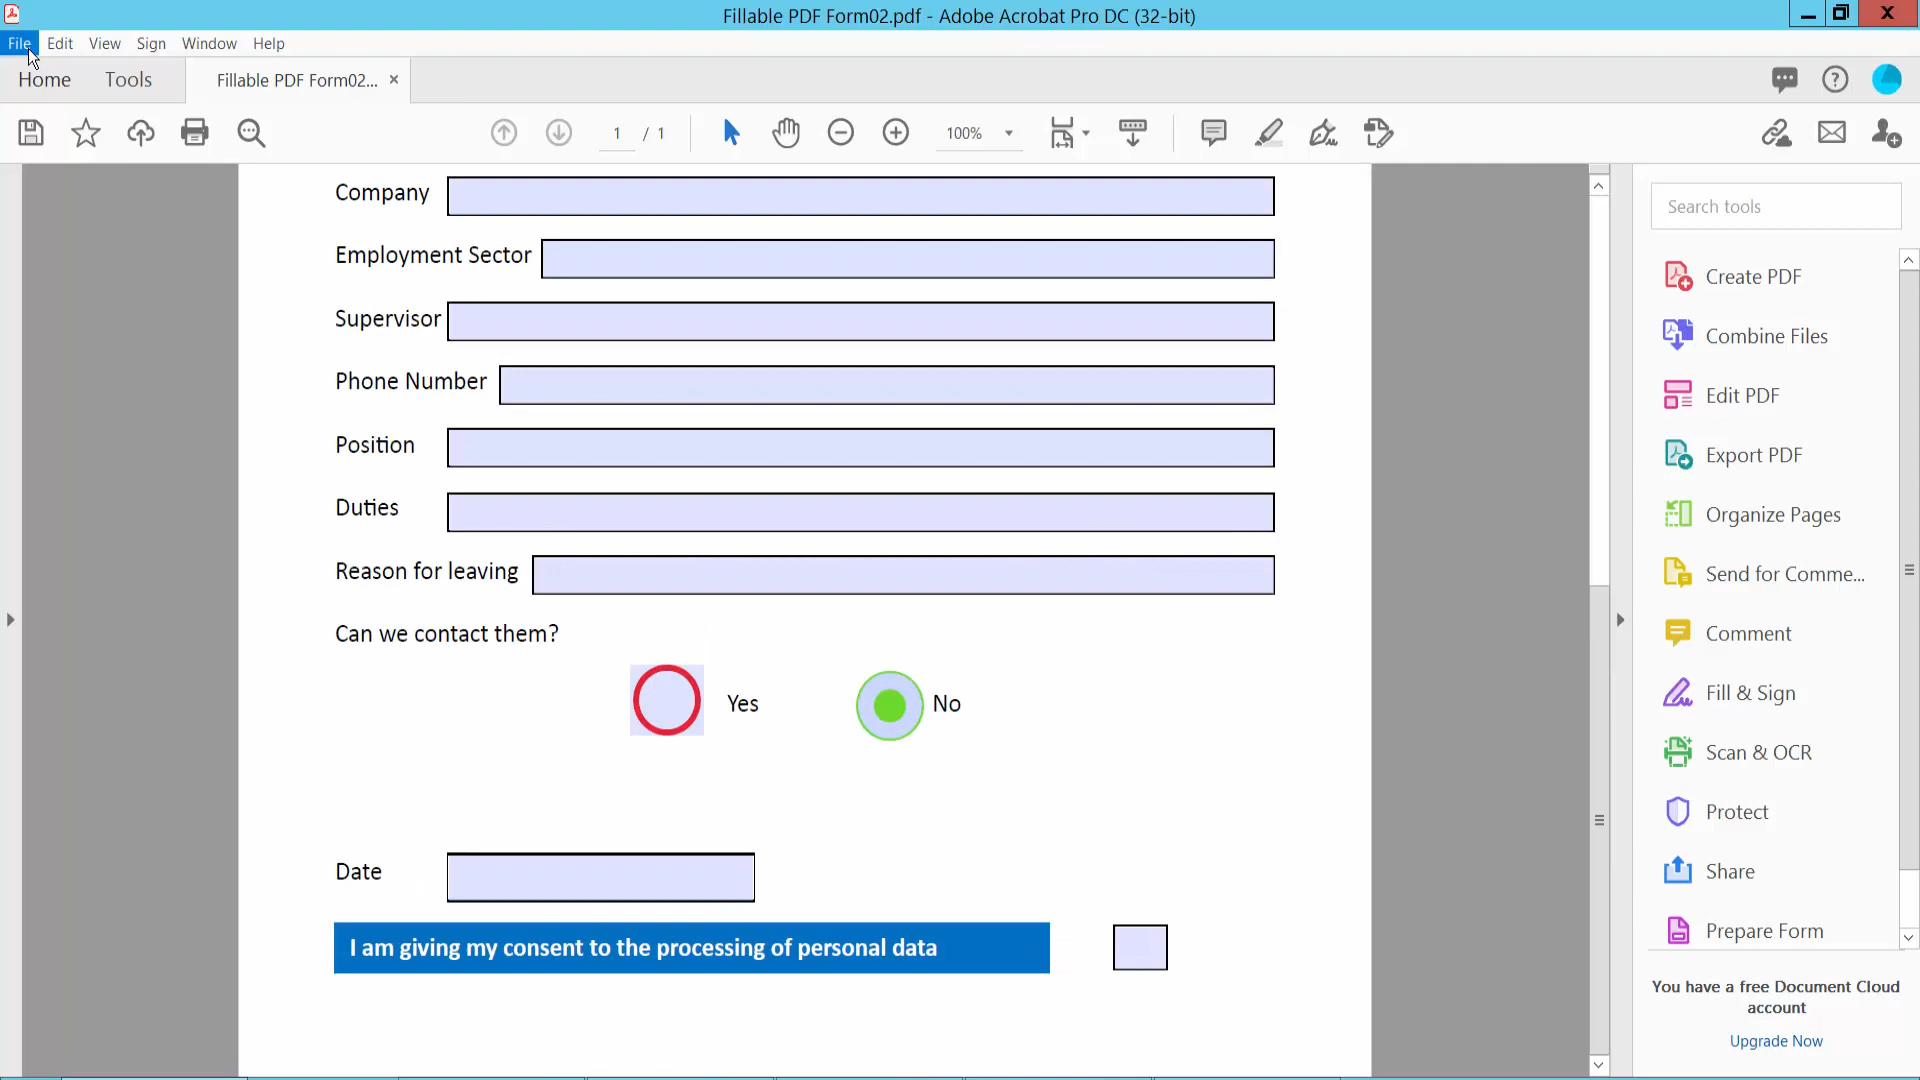 Fillable PDF Form02.pdf - Adobe Acrobat Pro DC (32-bit)
File Edit View Sign Window Help
Home Tools Fillable PDF Form02... ×
1 / 1 100%
Company
Employment Sector
Supervisor
Phone Number
Position
Duties
Reason for leaving
Can we contact them?
Yes No
Date
I am giving my consent to the processing of personal data
Search tools
Create PDF
Combine Files
Edit PDF
Export PDF
Organize Pages
Send for Comme...
Comment
Fill & Sign
Scan & OCR
Protect
Share
Prepare Form
You have a free Document Cloud
account
Upgrade Now